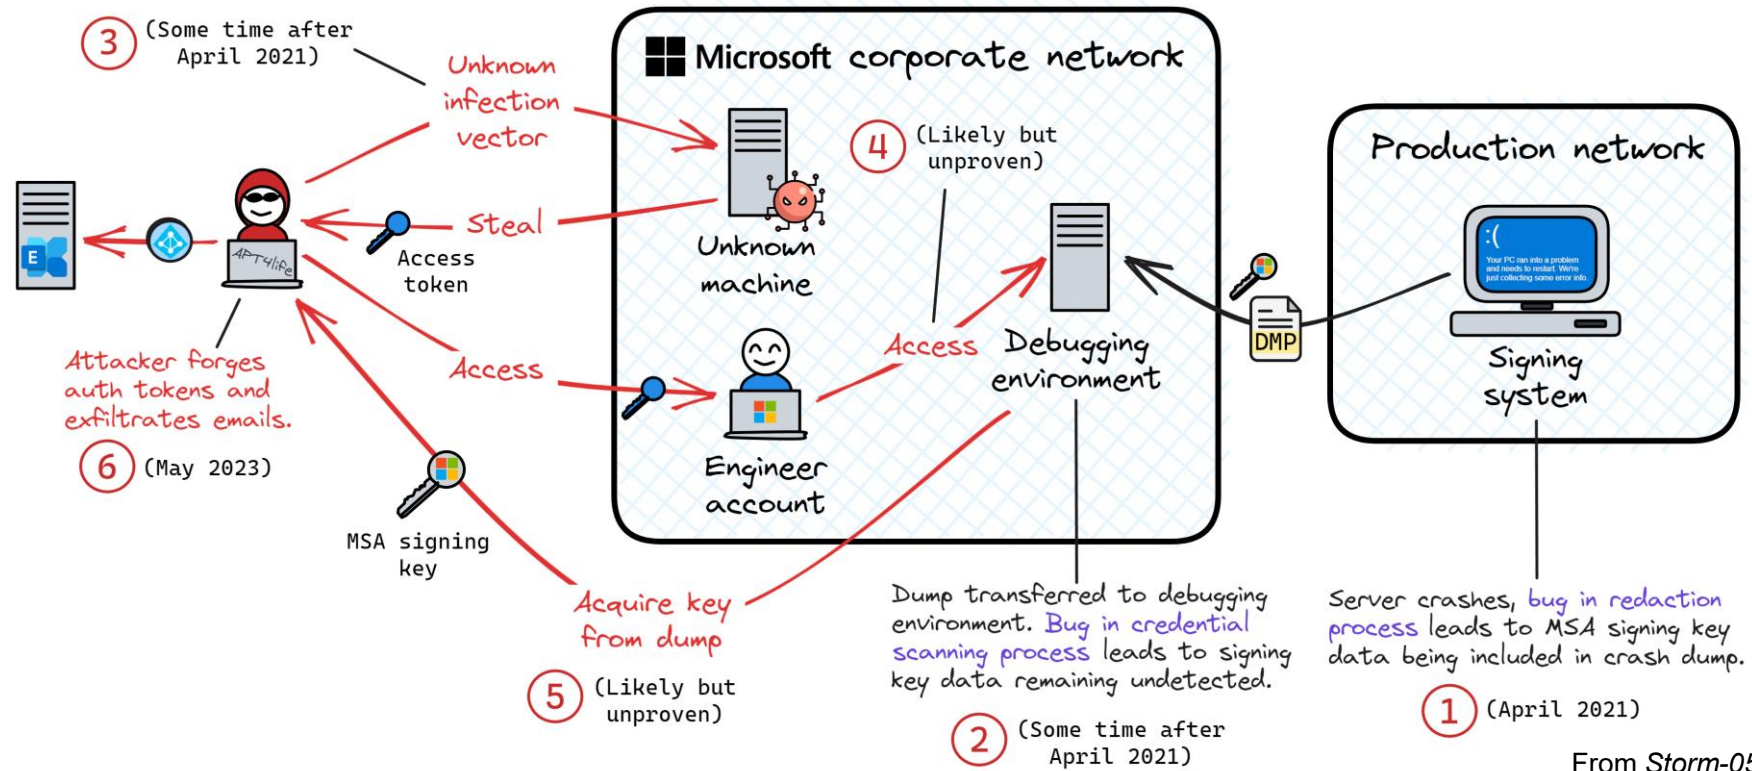 3
(Some time after
April 2021)
Unknown
infection
vector
Microsoft corporate network
4
(Likely but
unproven)
Production network
:(
Your PC ran into a problem
and needs to restart. We're
just collecting some error info.
Steal
Access
token
Unknown
machine
E
APT4life
DMP
Access
Access
Debugging
environment
Signing
system
Attacker forges
auth tokens and
exfiltrates emails.
6
(May 2023)
Engineer
account
MSA signing
key
Acquire key
from dump
5
(Likely but
unproven)
Dump transferred to debugging
environment. Bug in credential
scanning process leads to signing
key data remaining undetected.
2
(Some time after
April 2021)
Server crashes, bug in redaction
process leads to MSA signing key
data being included in crash dump.
1
(April 2021)
From Storm-05